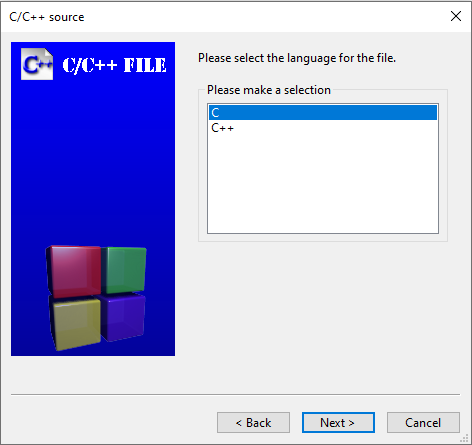 C/C++ source
C++
C/C++ FILE
Please select the language for the file.
Please make a selection
C
C++
< Back
Next >
Cancel